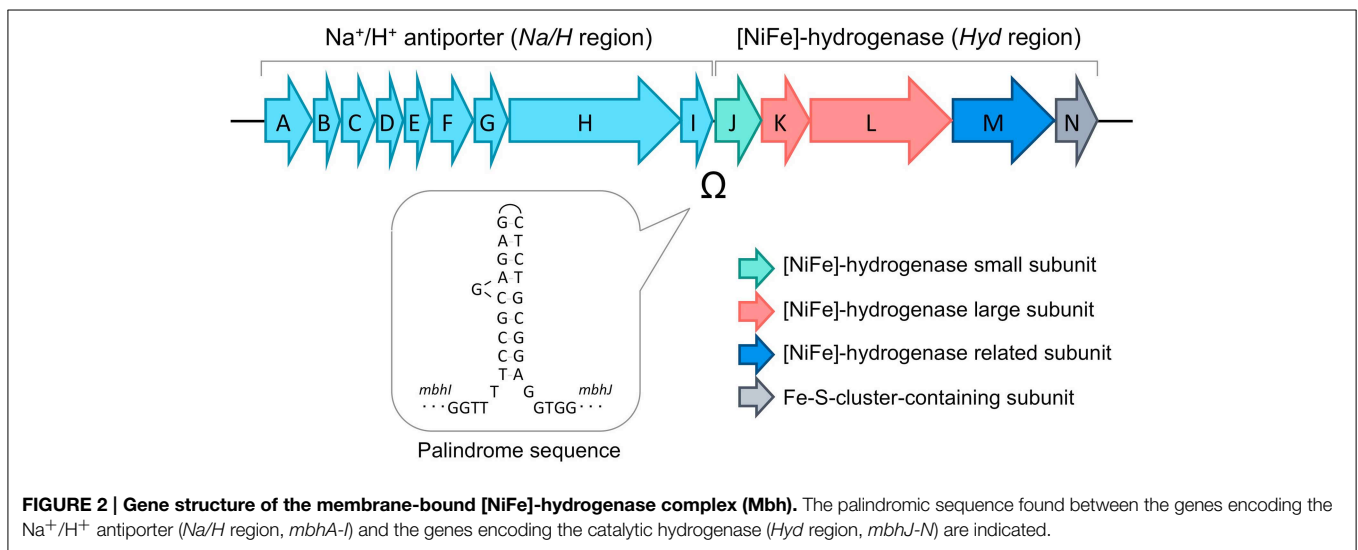 Na⁺/H⁺ antiporter (Na/H region) [NiFe]-hydrogenase (Hyd region)
A B C D E F G H I J K L M N
Ω
G C
A T
G C
A T
G
C G
G C
C G
C G
T A
mbhI T G mbhJ
···GGTT GTGG···
Palindrome sequence
[NiFe]-hydrogenase small subunit
[NiFe]-hydrogenase large subunit
[NiFe]-hydrogenase related subunit
Fe-S-cluster-containing subunit
FIGURE 2 | Gene structure of the membrane-bound [NiFe]-hydrogenase complex (Mbh). The palindromic sequence found between the genes encoding the
Na⁺/H⁺ antiporter (Na/H region, mbhA-I) and the genes encoding the catalytic hydrogenase (Hyd region, mbhJ-N) are indicated.